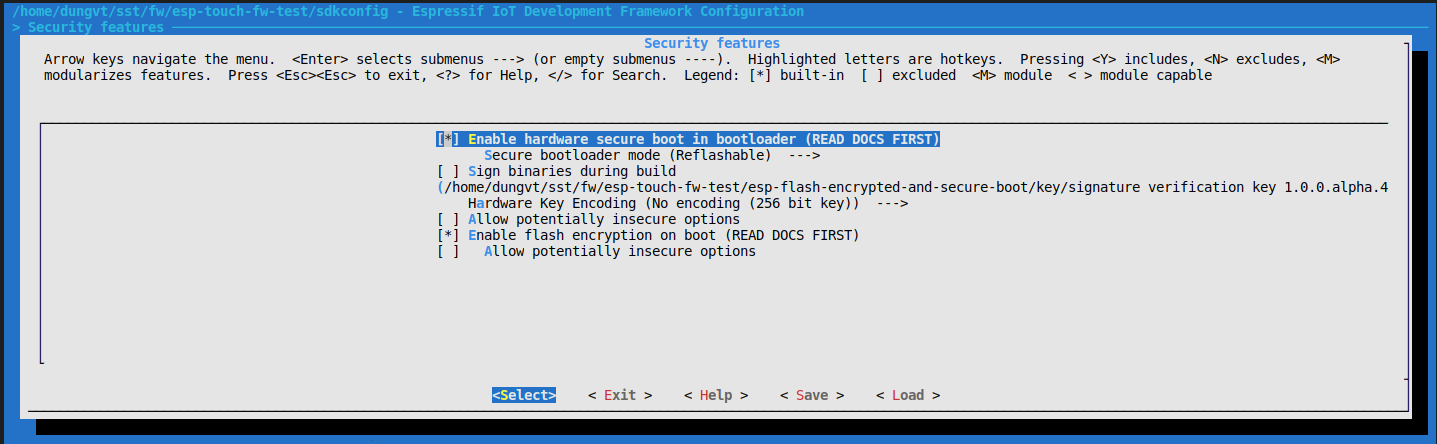 /home/dungvt/sst/fw/esp-touch-fw-test/sdkconfig - Espressif IoT Development Framework Configuration
> Security features
Security features
Arrow keys navigate the menu.  <Enter> selects submenus ---> (or empty submenus ----).  Highlighted letters are hotkeys.  Pressing <Y> includes, <N> excludes, <M>
modularizes features.  Press <Esc><Esc> to exit, <?> for Help, </> for Search.  Legend: [*] built-in  [ ] excluded  <M> module  < > module capable
[*] Enable hardware secure boot in bootloader (READ DOCS FIRST)
Secure bootloader mode (Reflashable)  --->
[ ] Sign binaries during build
(/home/dungvt/sst/fw/esp-touch-fw-test/esp-flash-encrypted-and-secure-boot/key/signature verification key 1.0.0.alpha.4
Hardware Key Encoding (No encoding (256 bit key))  --->
[ ] Allow potentially insecure options
[*] Enable flash encryption on boot (READ DOCS FIRST)
[ ]   Allow potentially insecure options
<Select>    < Exit >    < Help >    < Save >    < Load >